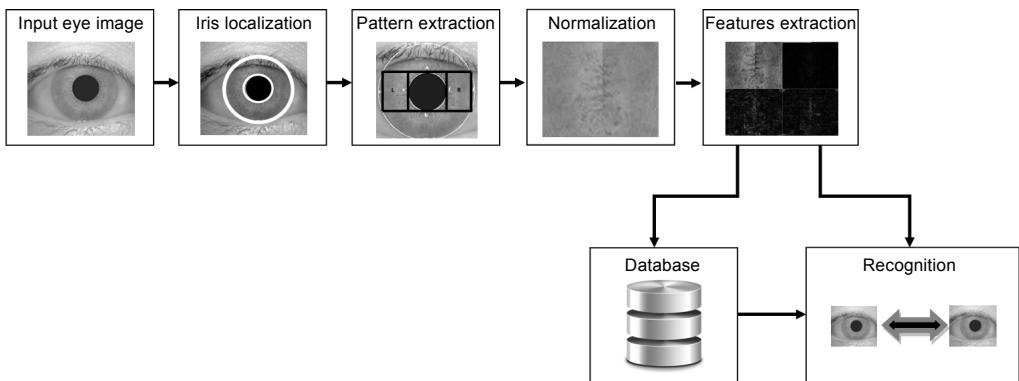 Input eye image
Iris localization
Pattern extraction
Normalization
Features extraction
L
R
Database
Recognition